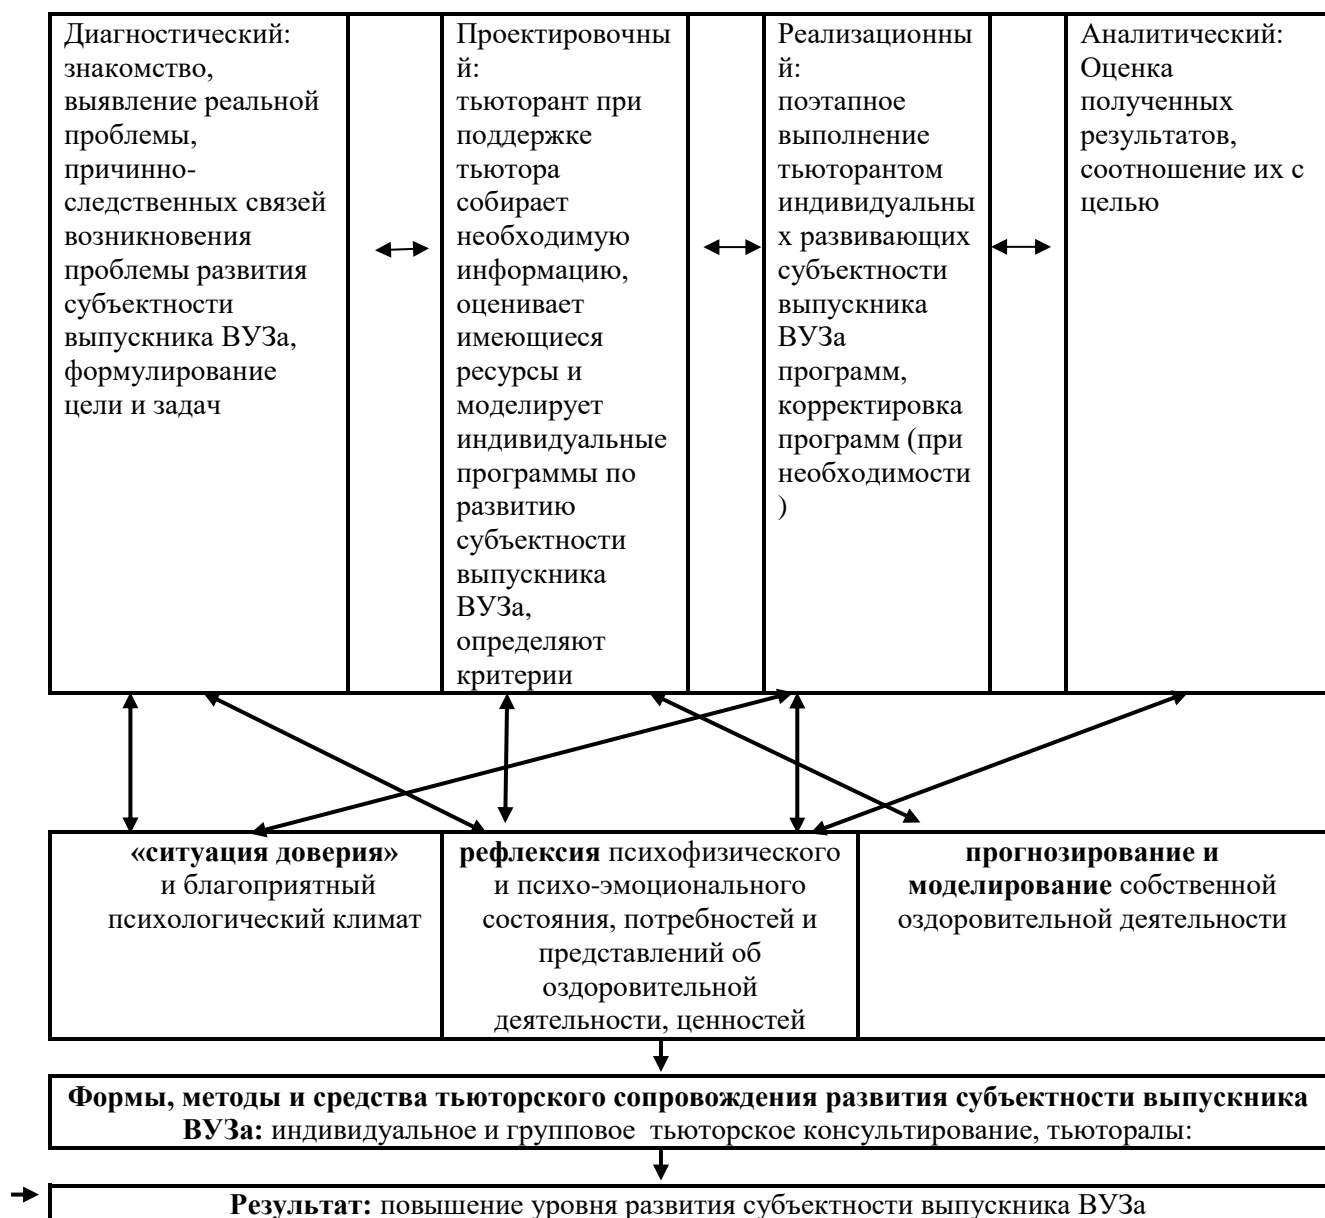 Диагностический:
знакомство,
выявление реальной
проблемы,
причинно-
следственных связей
возникновения
проблемы развития
субъектности
выпускника ВУЗа,
формулирование
цели и задач
Проектировочны
й:
тьюторант при
поддержке
тьютора
собирает
необходимую
информацию,
оценивает
имеющиеся
ресурсы и
моделирует
индивидуальные
программы по
развитию
субъектности
выпускника
ВУЗа,
определяют
критерии
Реализационны
й:
поэтапное
выполнение
тьюторантом
индивидуальны
х развивающих
субъектности
выпускника
ВУЗа
программ,
корректировка
программ (при
необходимости
)
Аналитический:
Оценка
полученных
результатов,
соотношение их с
целью
«ситуация доверия»
и благоприятный
психологический климат
рефлексия психофизического
и психо-эмоционального
состояния, потребностей и
представлений об
оздоровительной
деятельности, ценностей
прогнозирование и
моделирование собственной
оздоровительной деятельности
Формы, методы и средства тьюторского сопровождения развития субъектности выпускника
ВУЗа: индивидуальное и групповое тьюторское консультирование, тьюторалы:
Результат: повышение уровня развития субъектности выпускника ВУЗа